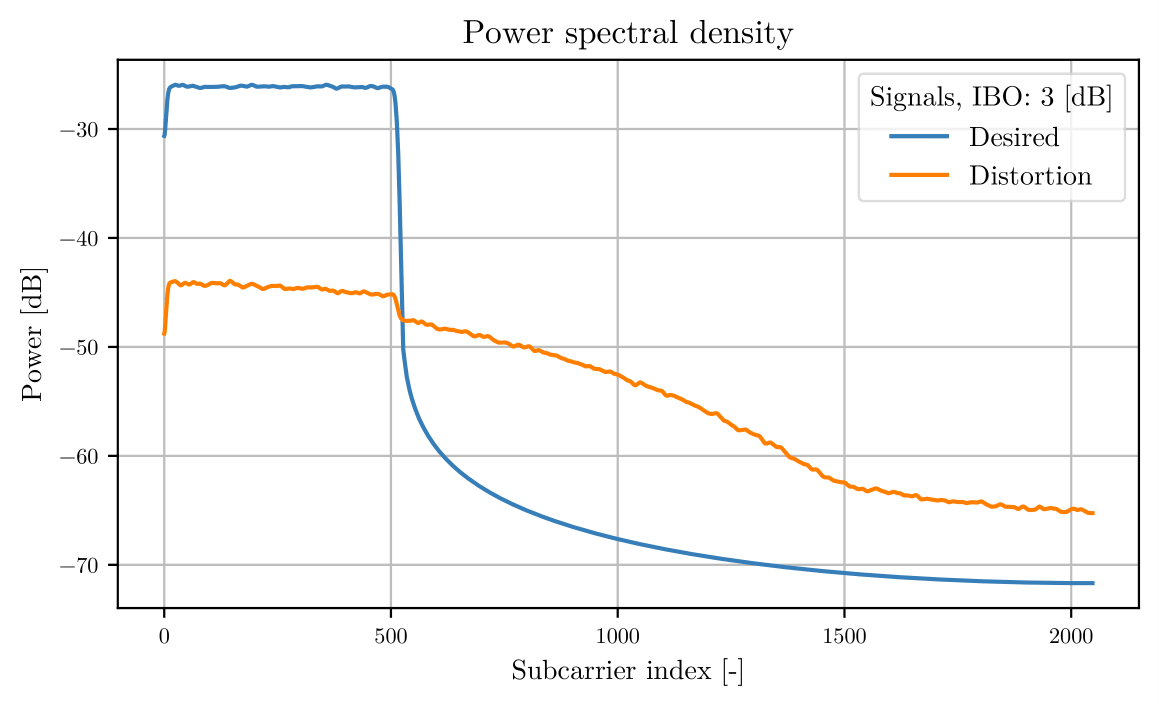 Power spectral density
Signals, IBO: 3 [dB]
Desired
Distortion
Power [dB]
−30
−40
−50
−60
−70
0
500
1000
1500
2000
Subcarrier index [-]